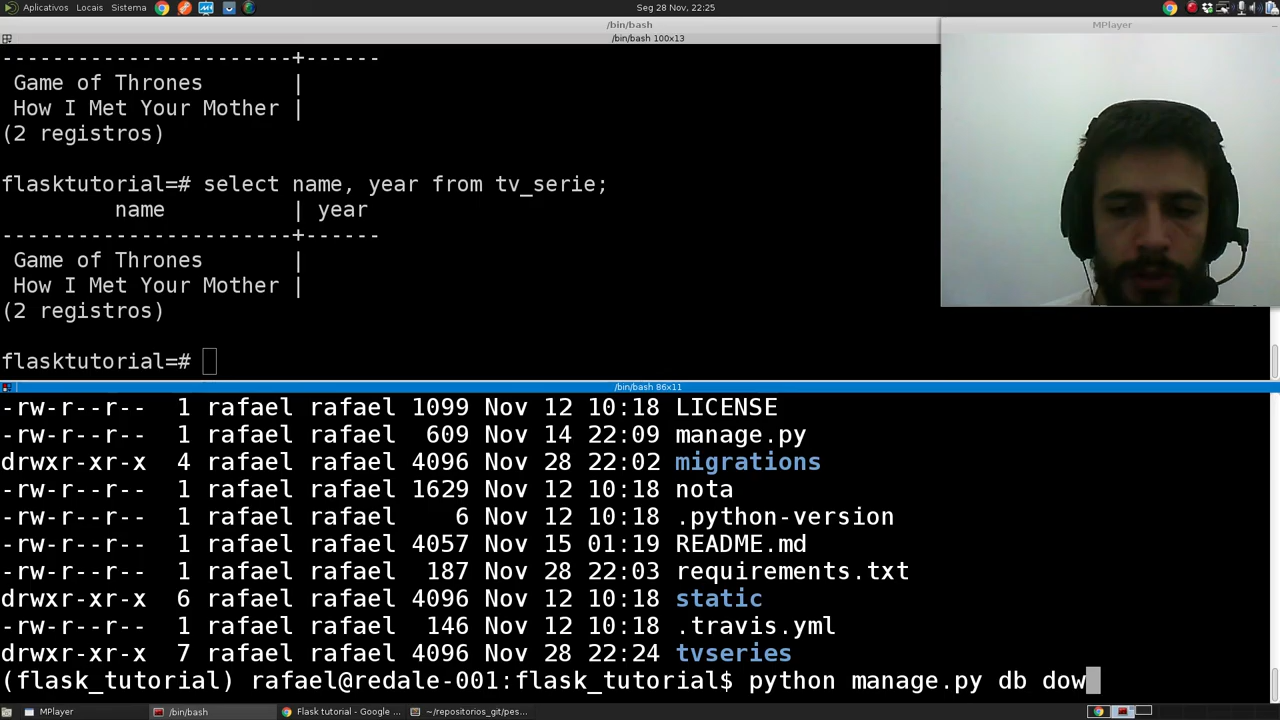 Aplicativos Locais Sistema Seg 28 Nov, 22:25
/bin/bash
MPlayer
/bin/bash 100x13
----------------------+------
Game of Thrones |
How I Met Your Mother |
(2 registros)
flasktutorial=# select name, year from tv_serie;
name | year
----------------------+------
Game of Thrones |
How I Met Your Mother |
(2 registros)
flasktutorial=#
/bin/bash 86x11
-rw-r--r-- 1 rafael rafael 1099 Nov 12 10:18 LICENSE
-rw-r--r-- 1 rafael rafael 609 Nov 14 22:09 manage.py
drwxr-xr-x 4 rafael rafael 4096 Nov 28 22:02 migrations
-rw-r--r-- 1 rafael rafael 1629 Nov 12 10:18 nota
-rw-r--r-- 1 rafael rafael 6 Nov 12 10:18 .python-version
-rw-r--r-- 1 rafael rafael 4057 Nov 15 01:19 README.md
-rw-r--r-- 1 rafael rafael 187 Nov 28 22:03 requirements.txt
drwxr-xr-x 6 rafael rafael 4096 Nov 12 10:18 static
-rw-r--r-- 1 rafael rafael 146 Nov 12 10:18 .travis.yml
drwxr-xr-x 7 rafael rafael 4096 Nov 28 22:24 tvseries
(flask_tutorial) rafael@redale-001:flask_tutorial$ python manage.py db dow
MPlayer /bin/bash Flask tutorial - Google ... ~/repositorios_git/pes...